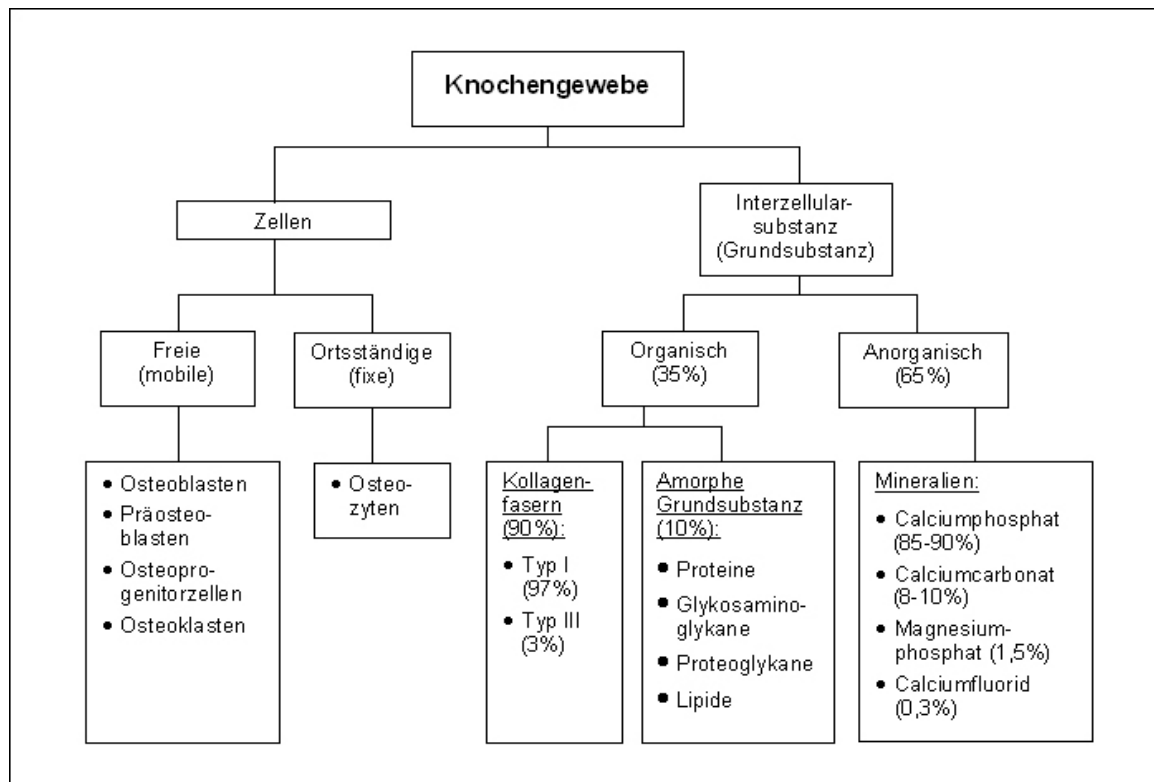 Knochengewebe
Zellen
Interzellular-
substanz
(Grundsubstanz)
Freie
(mobile)
Ortsständige
(fixe)
Organisch
(35%)
Anorganisch
(65%)
• Osteoblasten
• Präosteo-
blasten
• Osteopro-
genitorzellen
• Osteoklasten
• Osteo-
zyten
Kollagen-
fasern
(90%):
• Typ I
(97%)
• Typ III
(3%)
Amorphe
Grundsubstanz
(10%):
• Proteine
• Glykosamino-
glykane
• Proteoglykane
• Lipide
Mineralien:
• Calciumphosphat
(85-90%)
• Calciumcarbonat
(8-10%)
• Magnesium-
phosphat (1,5%)
• Calciumfluorid
(0,3%)